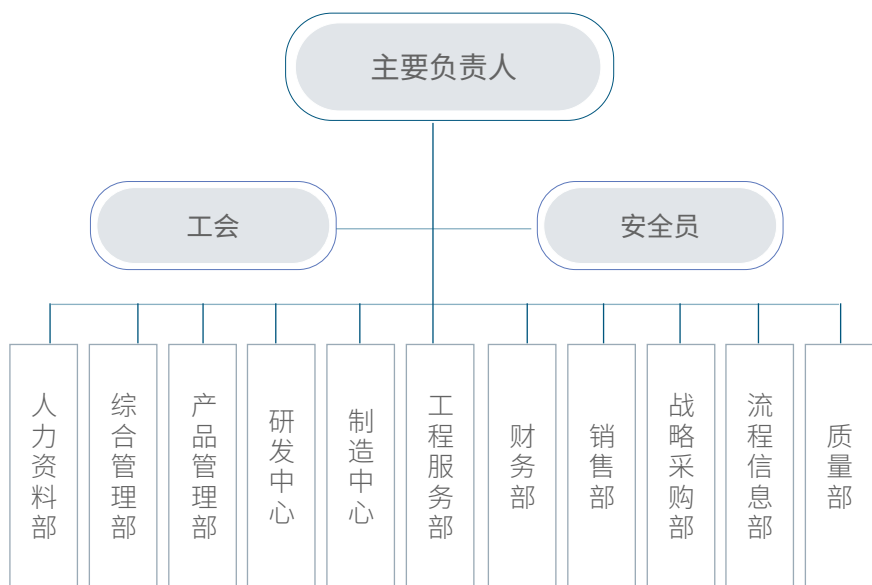 主要负责人
工会
安全员
人力资料部
综合管理部
产品管理部
研发中心
制造中心
工程服务部
财务部
销售部
战略采购部
流程信息部
质量部